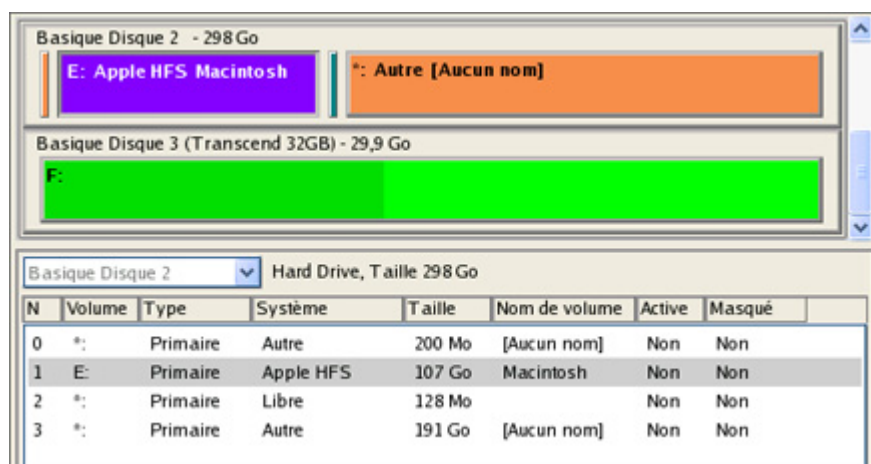 Basique Disque 2 - 298 Go
E: Apple HFS Macintosh
*: Autre [Aucun nom]
Basique Disque 3 (Transcend 32GB) - 29,9 Go
F:
Basique Disque 2 Hard Drive, Taille 298 Go
N Volume Type Système Taille Nom de volume Active Masqué
0 *: Primaire Autre 200 Mo [Aucun nom] Non Non
1 E: Primaire Apple HFS 107 Go Macintosh Non Non
2 *: Primaire Libre 128 Mo Non Non
3 *: Primaire Autre 191 Go [Aucun nom] Non Non